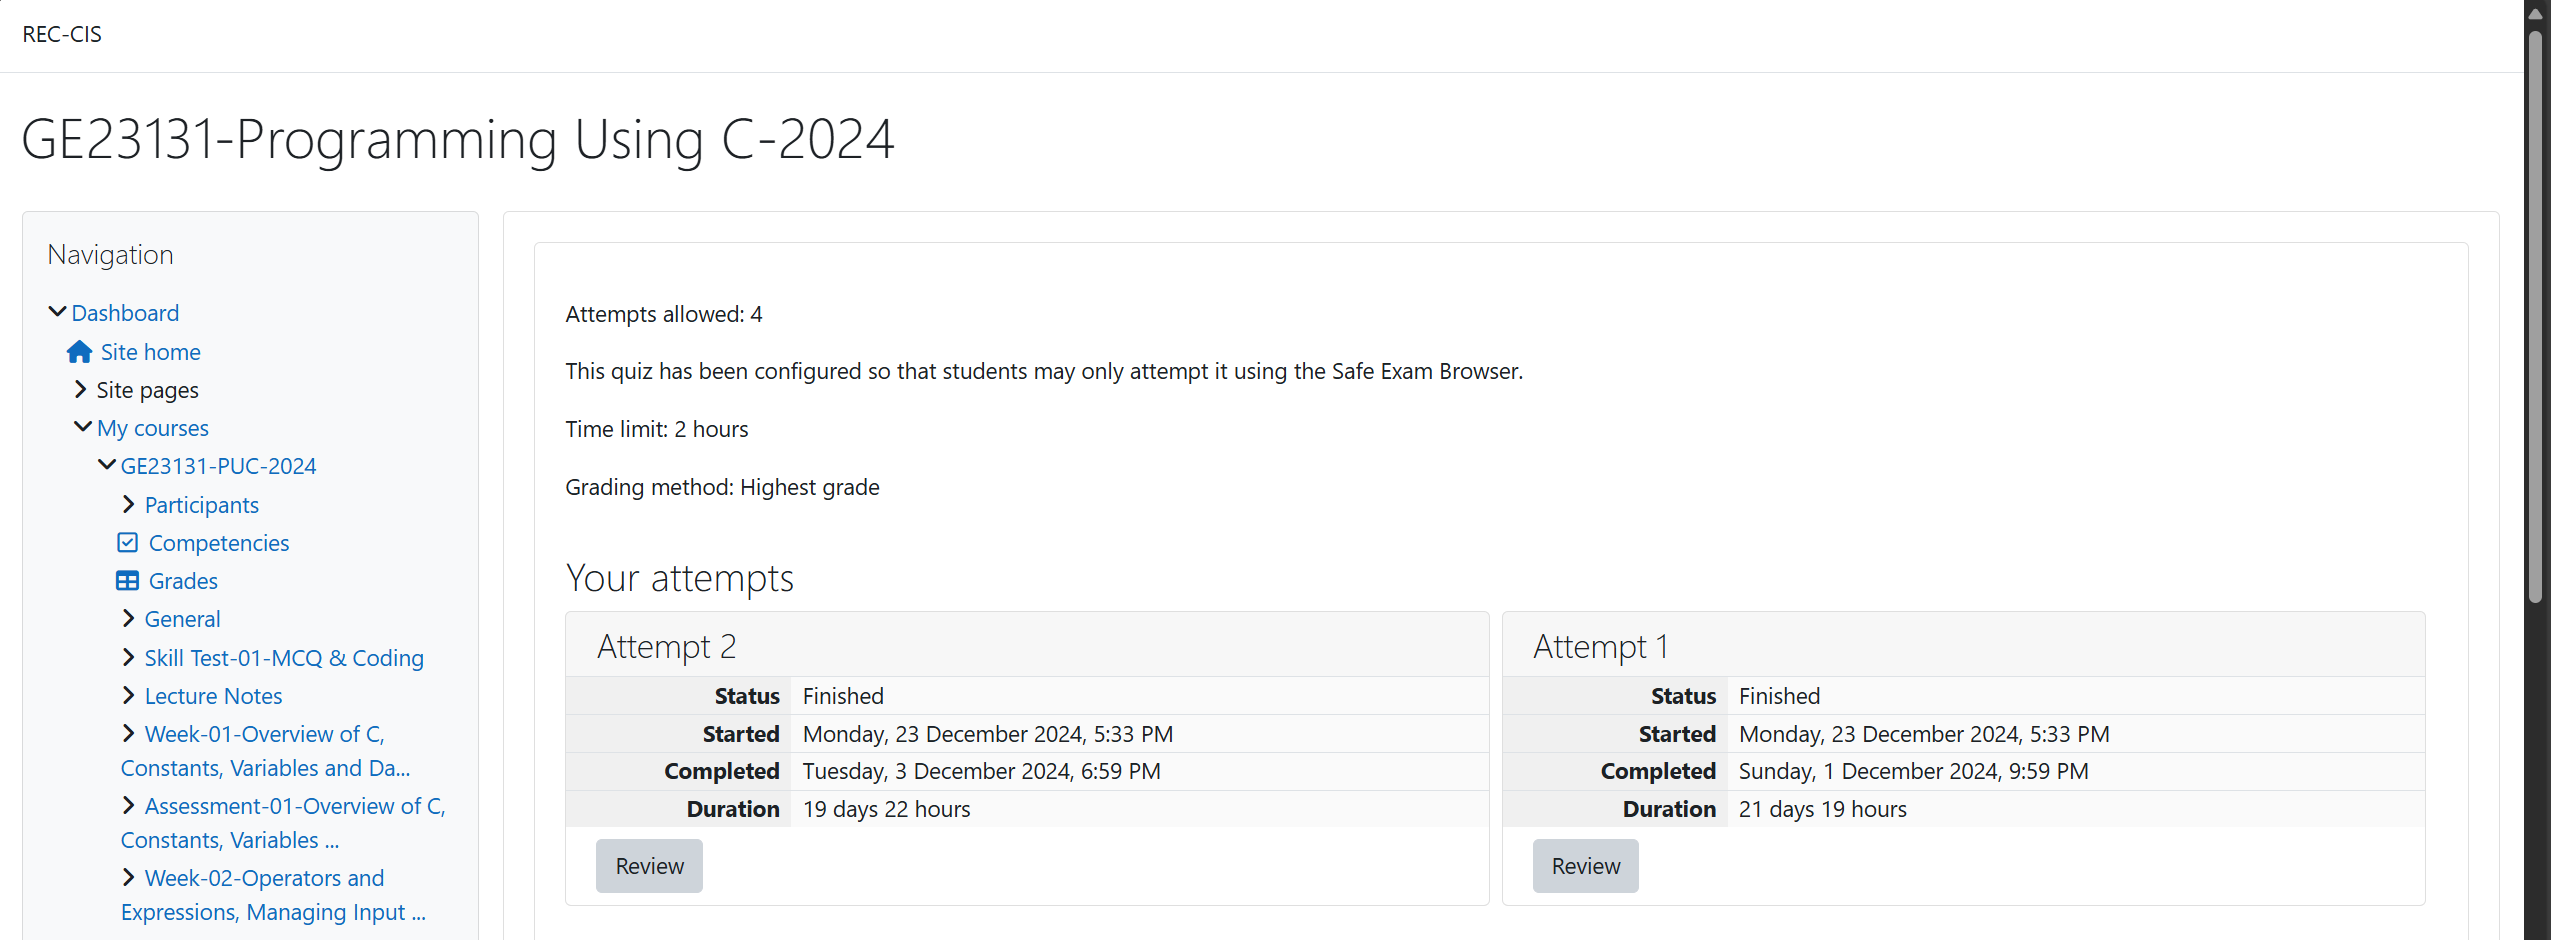 REC-CIS
GE23131-Programming Using C-2024
Navigation
Dashboard
Site home
Site pages
My courses
GE23131-PUC-2024
Participants
Competencies
Grades
General
Skill Test-01-MCQ & Coding
Lecture Notes
Week-01-Overview of C,
Constants, Variables and Da...
Assessment-01-Overview of C,
Constants, Variables ...
Week-02-Operators and
Expressions, Managing Input ...
Attempts allowed: 4
This quiz has been configured so that students may only attempt it using the Safe Exam Browser.
Time limit: 2 hours
Grading method: Highest grade
Your attempts
Attempt 2
Status Finished
Started Monday, 23 December 2024, 5:33 PM
Completed Tuesday, 3 December 2024, 6:59 PM
Duration 19 days 22 hours
Review
Attempt 1
Status Finished
Started Monday, 23 December 2024, 5:33 PM
Completed Sunday, 1 December 2024, 9:59 PM
Duration 21 days 19 hours
Review